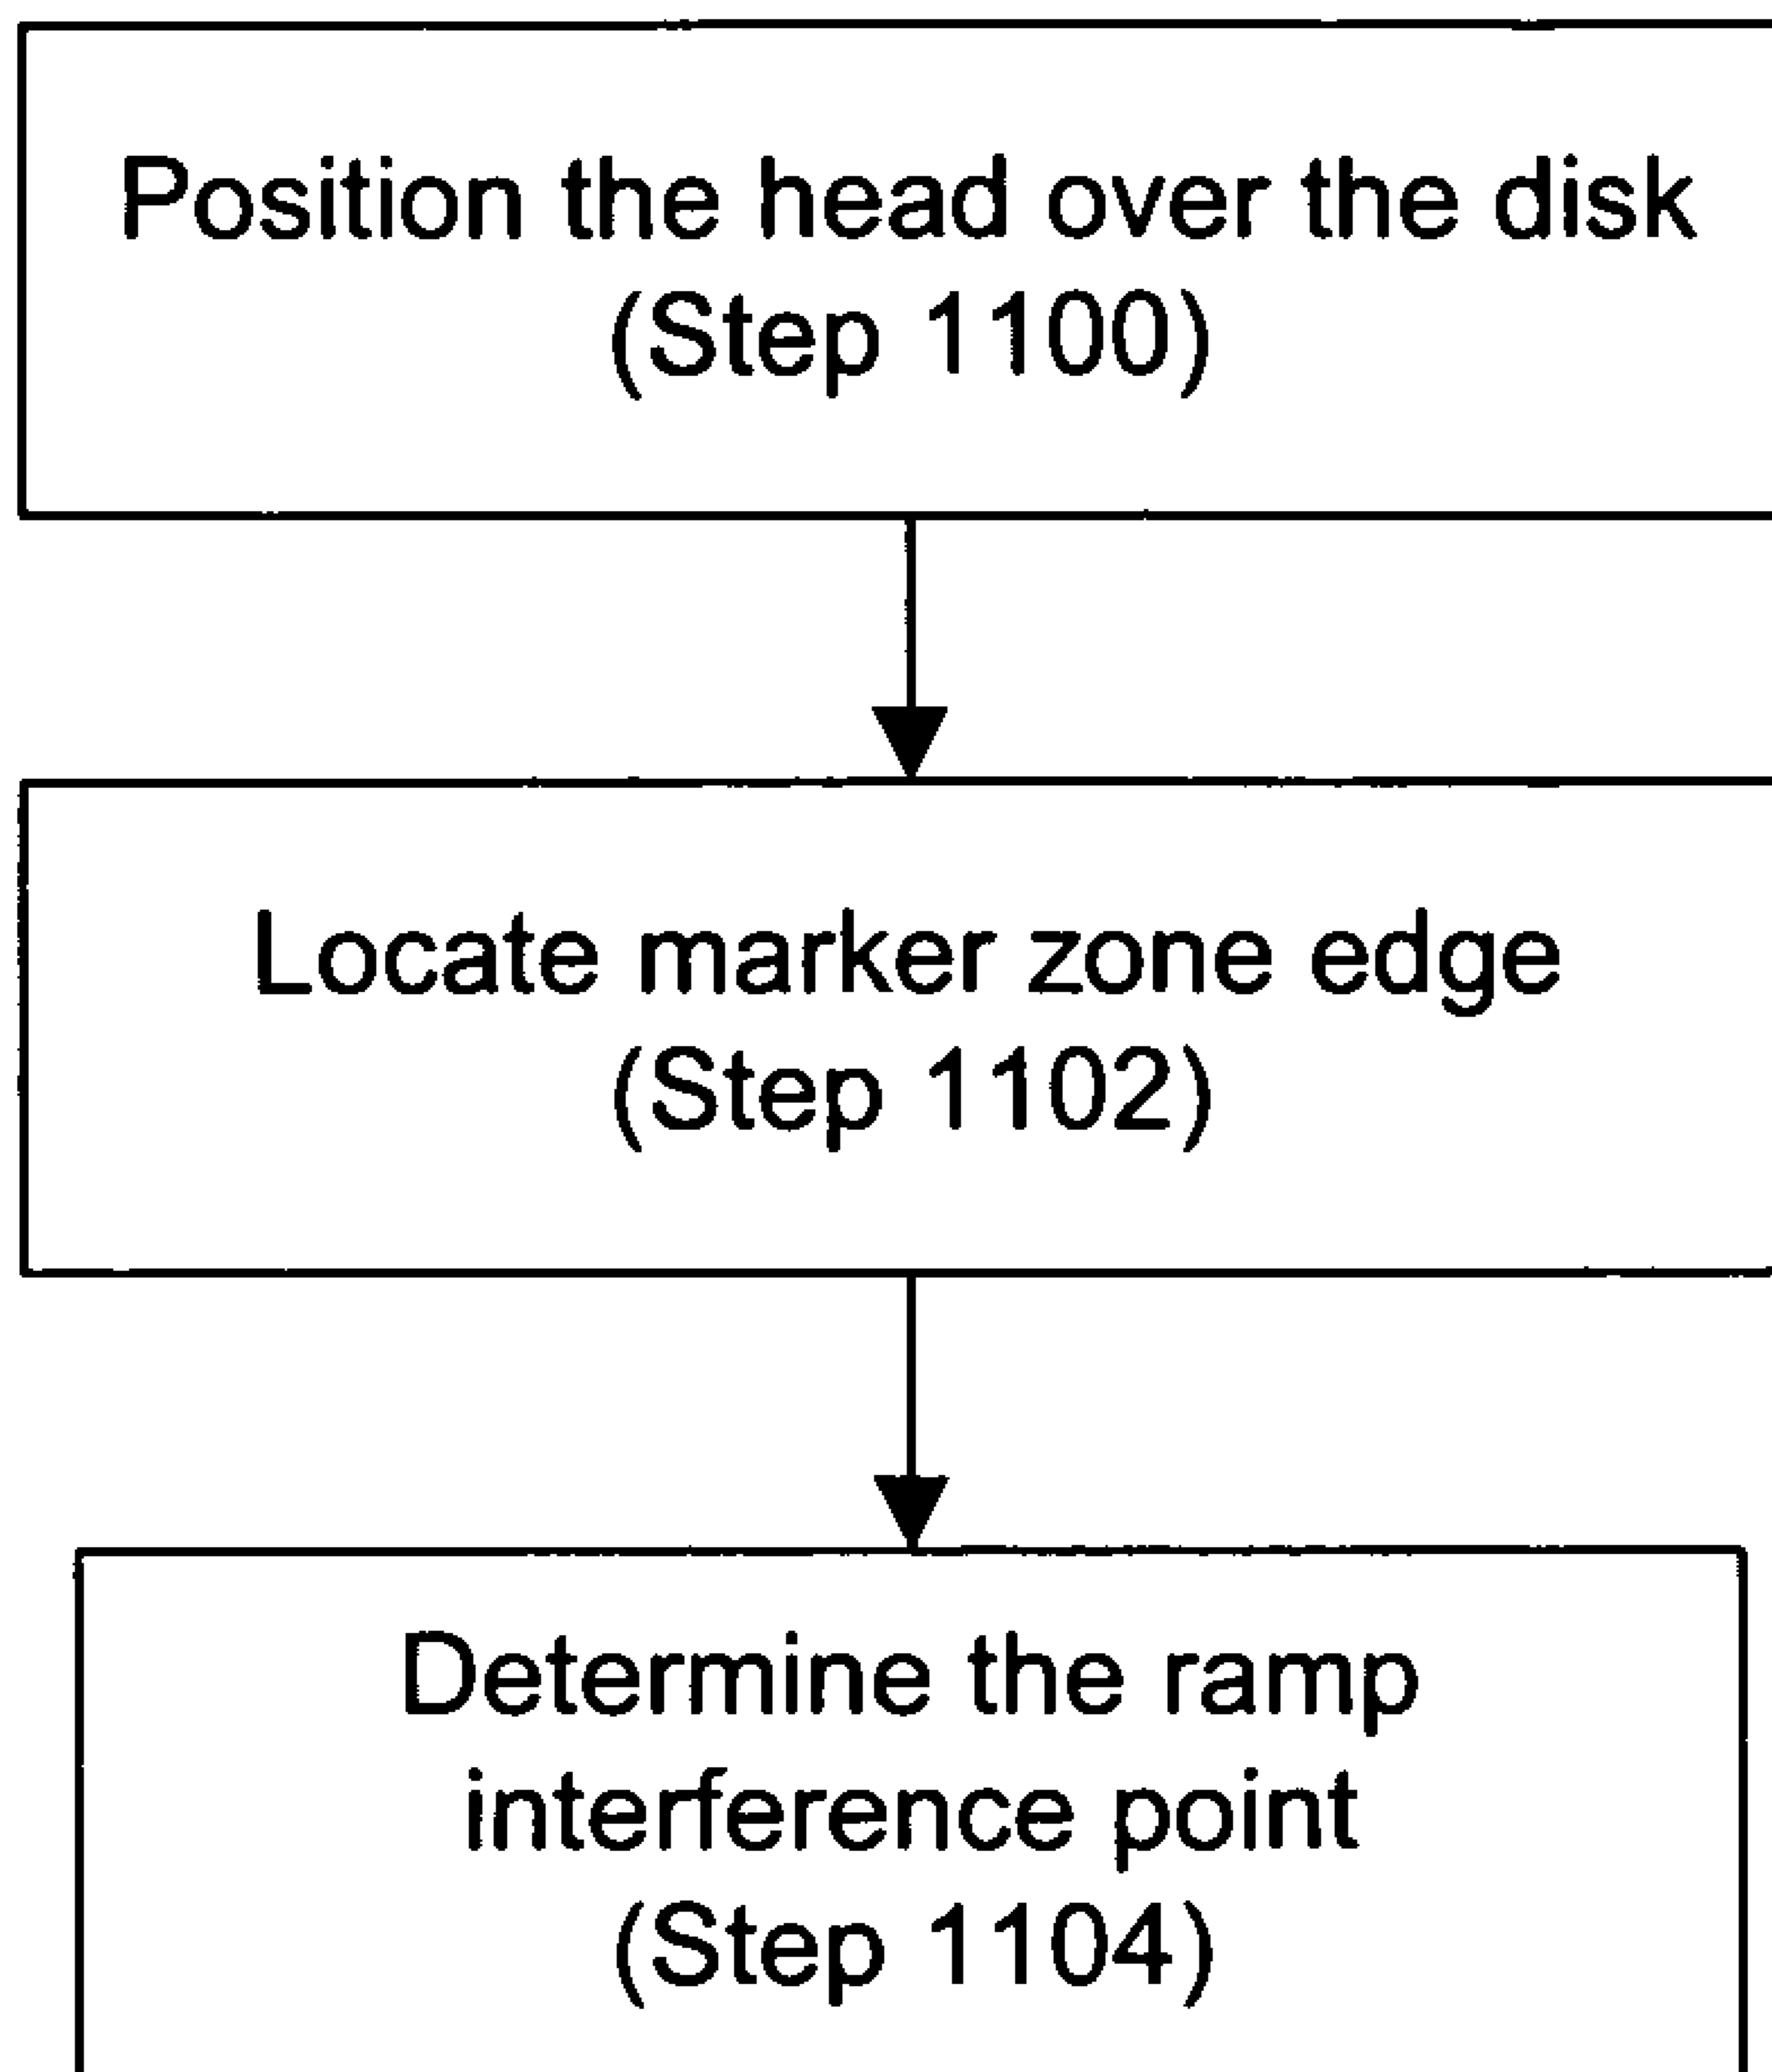 Position the head over the disk
(Step 1100)
Locate marker zone edge
(Step 1102)
Determine the ramp
interference point
(Step 1104)